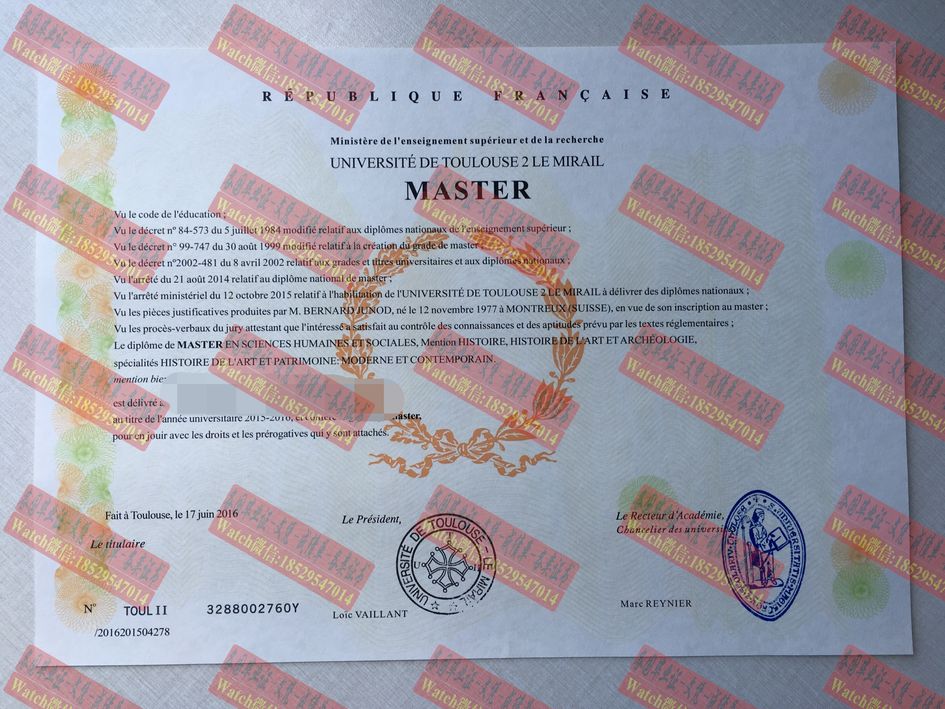 RÉPUBLIQUE FRANÇAISE
Ministère de l'enseignement supérieur et de la recherche
UNIVERSITÉ DE TOULOUSE 2 LE MIRAIL
MASTER
Vu le code de l'éducation ;
Vu le décret n° 84-573 du 5 juillet 1984 modifié relatif aux diplômes nationaux de l'enseignement supérieur ;
Vu le décret n° 99-747 du 30 août 1999 modifié relatif à la création du grade de master ;
Vu le décret n°2002-481 du 8 avril 2002 relatif aux grades et titres universitaires et aux diplômes nationaux ;
Vu l'arrêté du 21 août 2014 relatif au diplôme national de master ;
Vu l'arrêté ministériel du 12 octobre 2015 relatif à l'habilitation de l'UNIVERSITÉ DE TOULOUSE 2 LE MIRAIL à délivrer des diplômes nationaux ;
Vu les pièces justificatives produites par M. BERNARD JUNOD, né le 12 novembre 1977 à MONTREUX (SUISSE), en vue de son inscription au master ;
Vu les procès-verbaux du jury attestant que l'intéressé a satisfait au contrôle des connaissances et des aptitudes prévu par les textes réglementaires ;
Le diplôme de MASTER EN SCIENCES HUMAINES ET SOCIALES, Mention HISTOIRE, HISTOIRE DE L'ART ET ARCHÉOLOGIE,
spécialités HISTOIRE DE L'ART ET PATRIMOINE: MODERNE ET CONTEMPORAIN.
mention bien
est délivré
au titre de l'année universitaire 2015-2016, et confère master,
pour en jouir avec les droits et les prérogatives qui y sont attachés.
Fait à Toulouse, le 17 juin 2016
Le titulaire
Le Président,
Le Recteur d'Académie,
Chancelier des universi
UNIVERSITÉ DE TOULOUSE - LE MIRAIL
Loic VAILLANT
Marc REYNIER
N° TOUL II 3288002760Y
/2016201504278
Watch微信:18529547014